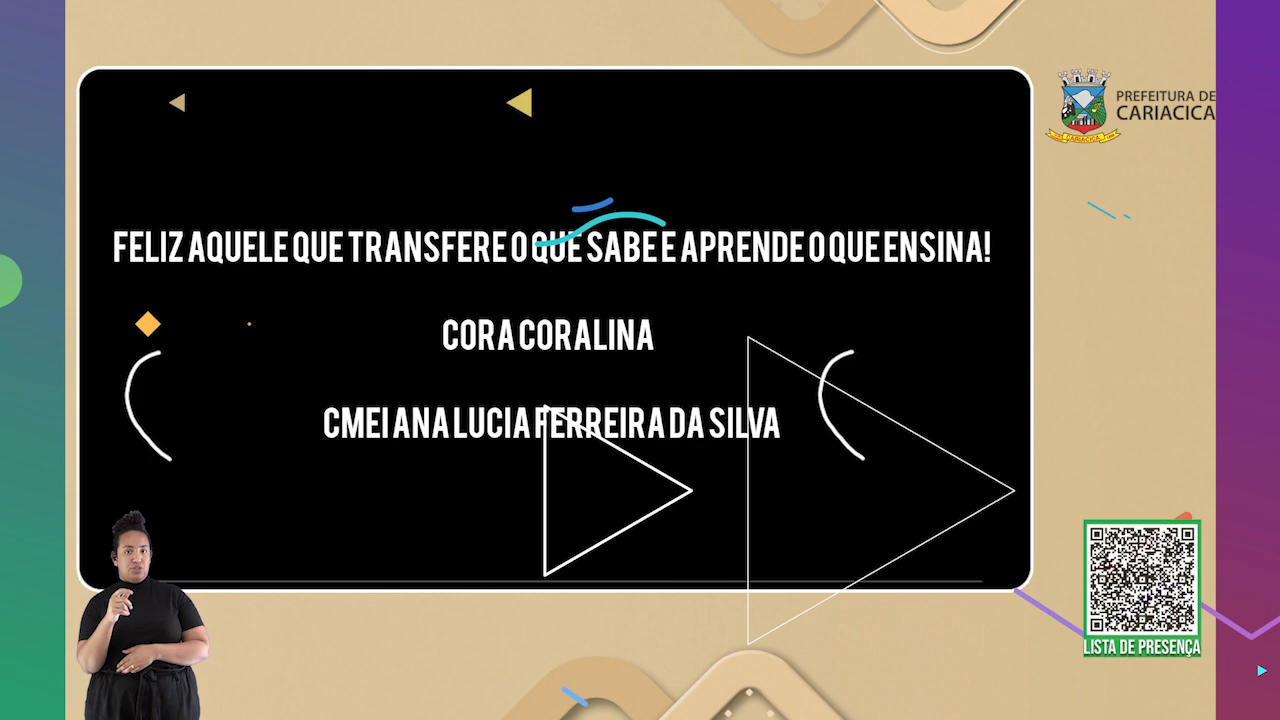 PREFEITURA DE
CARIACICA
CARIACICA
FELIZ AQUELE QUE TRANSFERE O QUE SABE E APRENDE O QUE ENSINA!
CORA CORALINA
CMEI ANA LUCIA FERREIRA DA SILVA
LISTA DE PRESENÇA